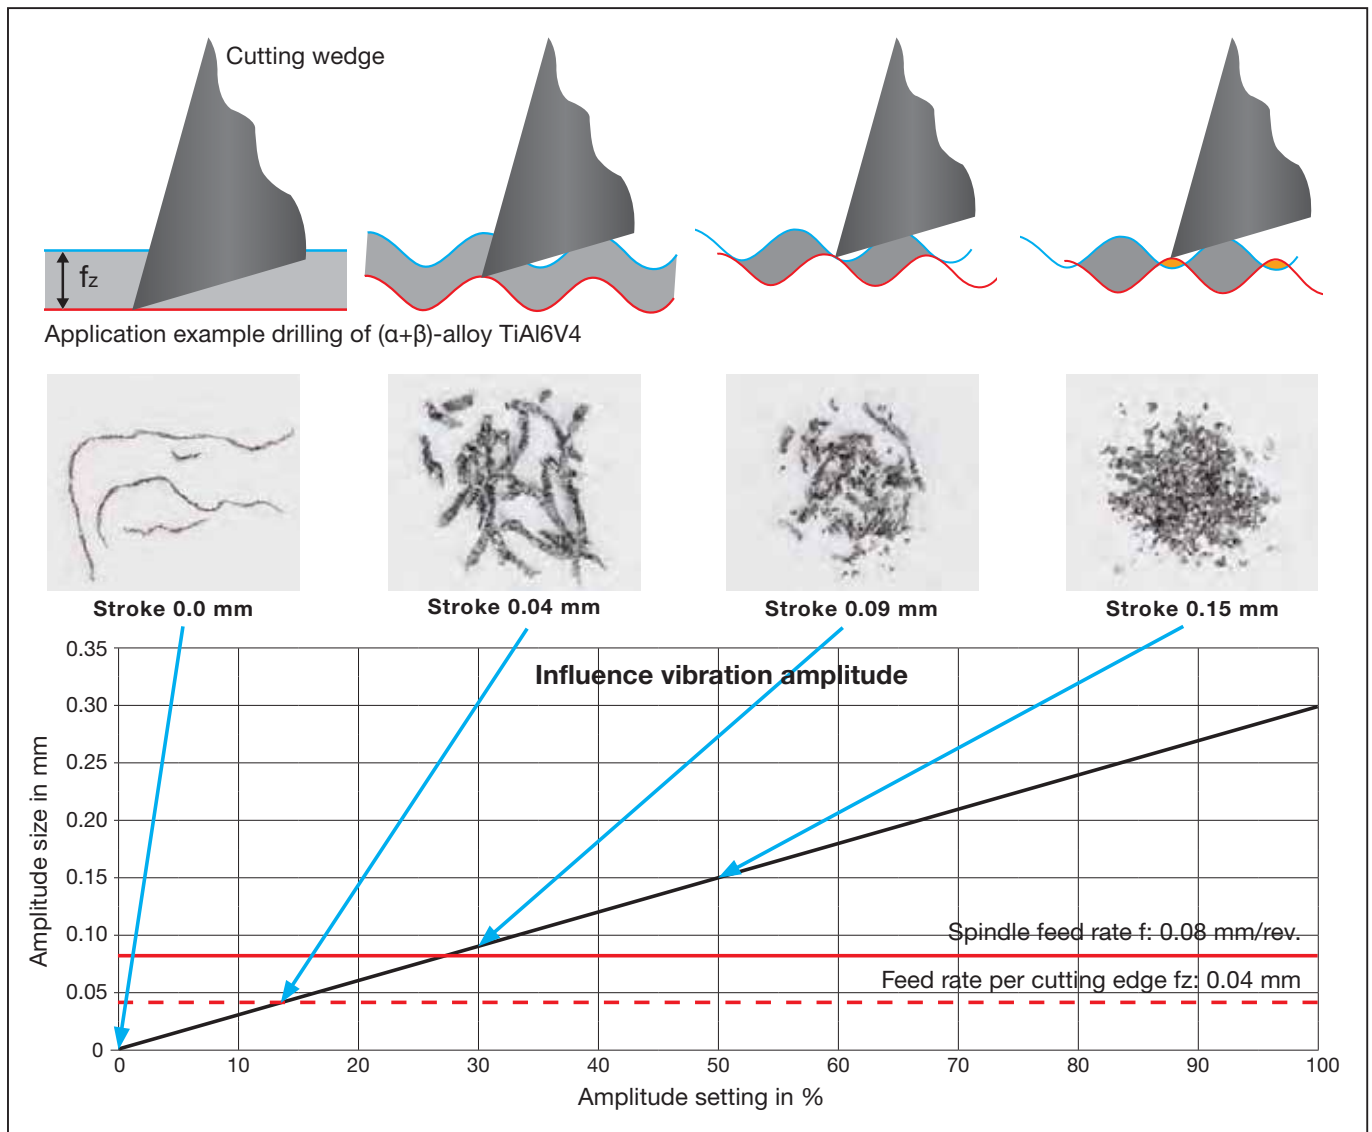 Cutting wedge
fz
Application example drilling of (α+β)-alloy TiAl6V4
Stroke 0.0 mm
Stroke 0.04 mm
Stroke 0.09 mm
Stroke 0.15 mm
Influence vibration amplitude
Amplitude size in mm
0.35
0.30
0.25
0.20
0.15
0.10
0.05
0
Spindle feed rate f: 0.08 mm/rev.
Feed rate per cutting edge fz: 0.04 mm
0 10 20 30 40 50 60 70 80 90 100
Amplitude setting in %